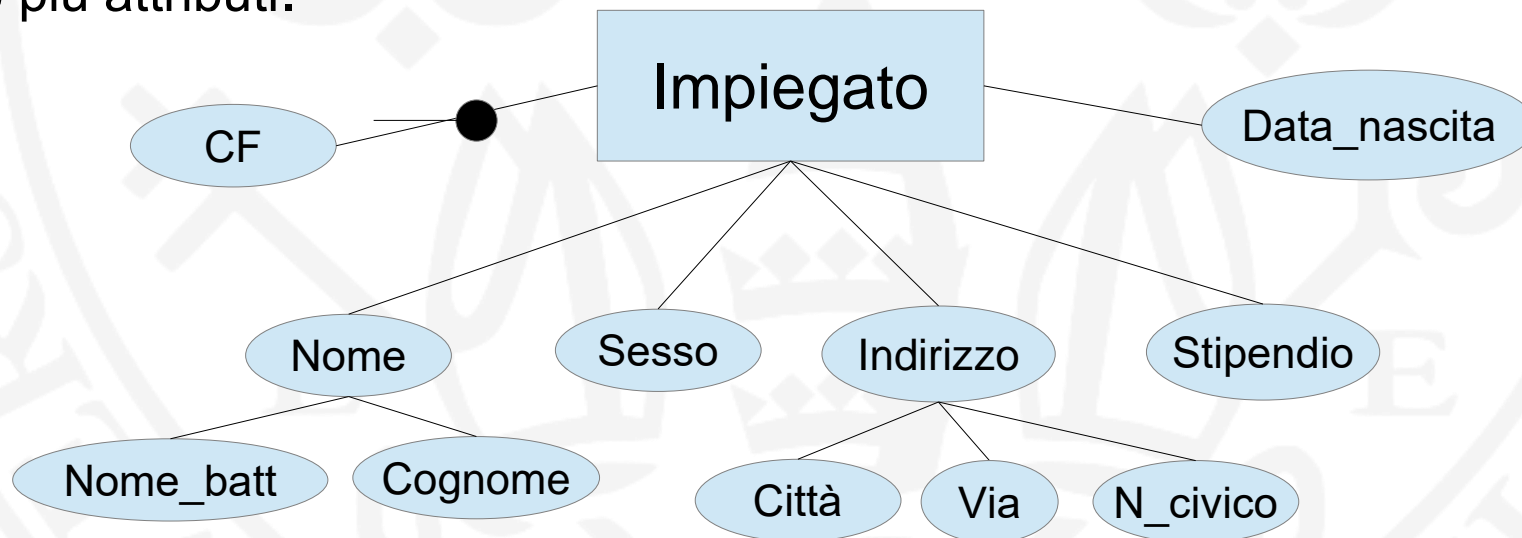 più attributi.
Impiegato
CF
Data_nascita
Nome
Sesso
Indirizzo
Stipendio
Nome_batt
Cognome
Città
Via
N_civico